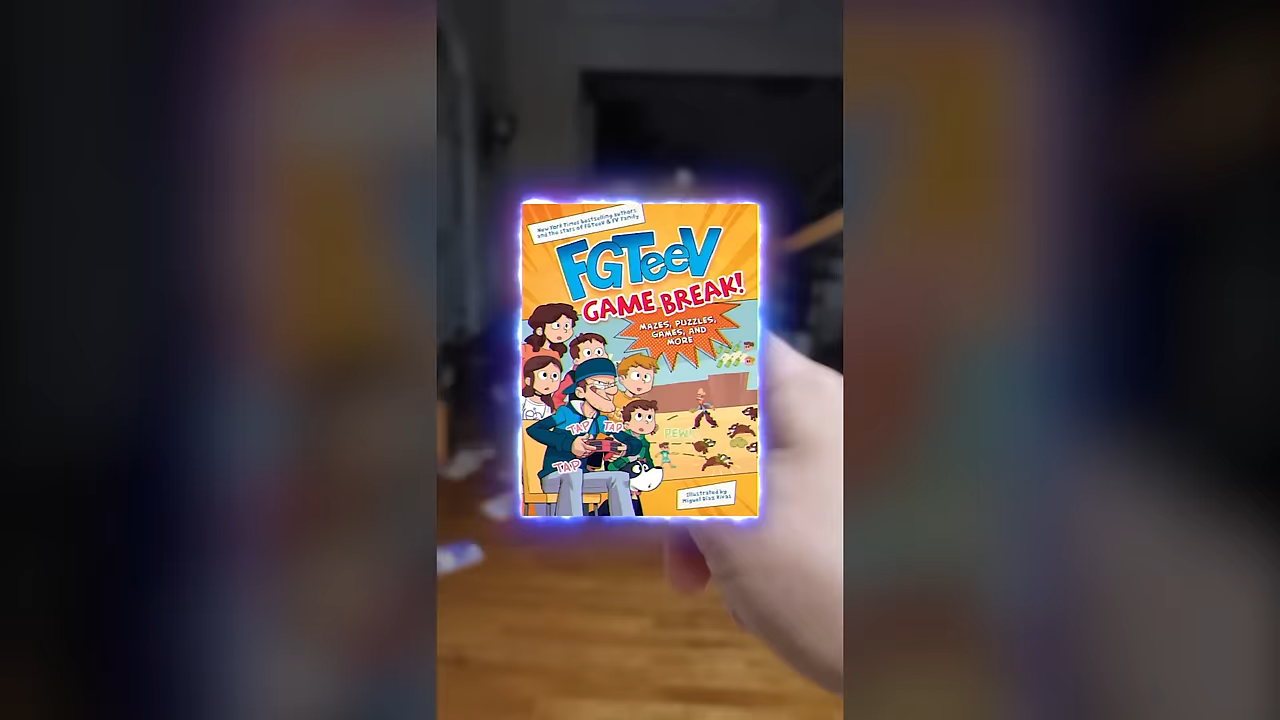 New York Times bestselling authors
and the stars of FGTeeV & FV Family
FGTeeV
GAME BREAK!
MAZES, PUZZLES,
GAMES, AND
MORE
TAP TAP
PEW!
TAP
Illustrated by
Miguel Díaz Rivas